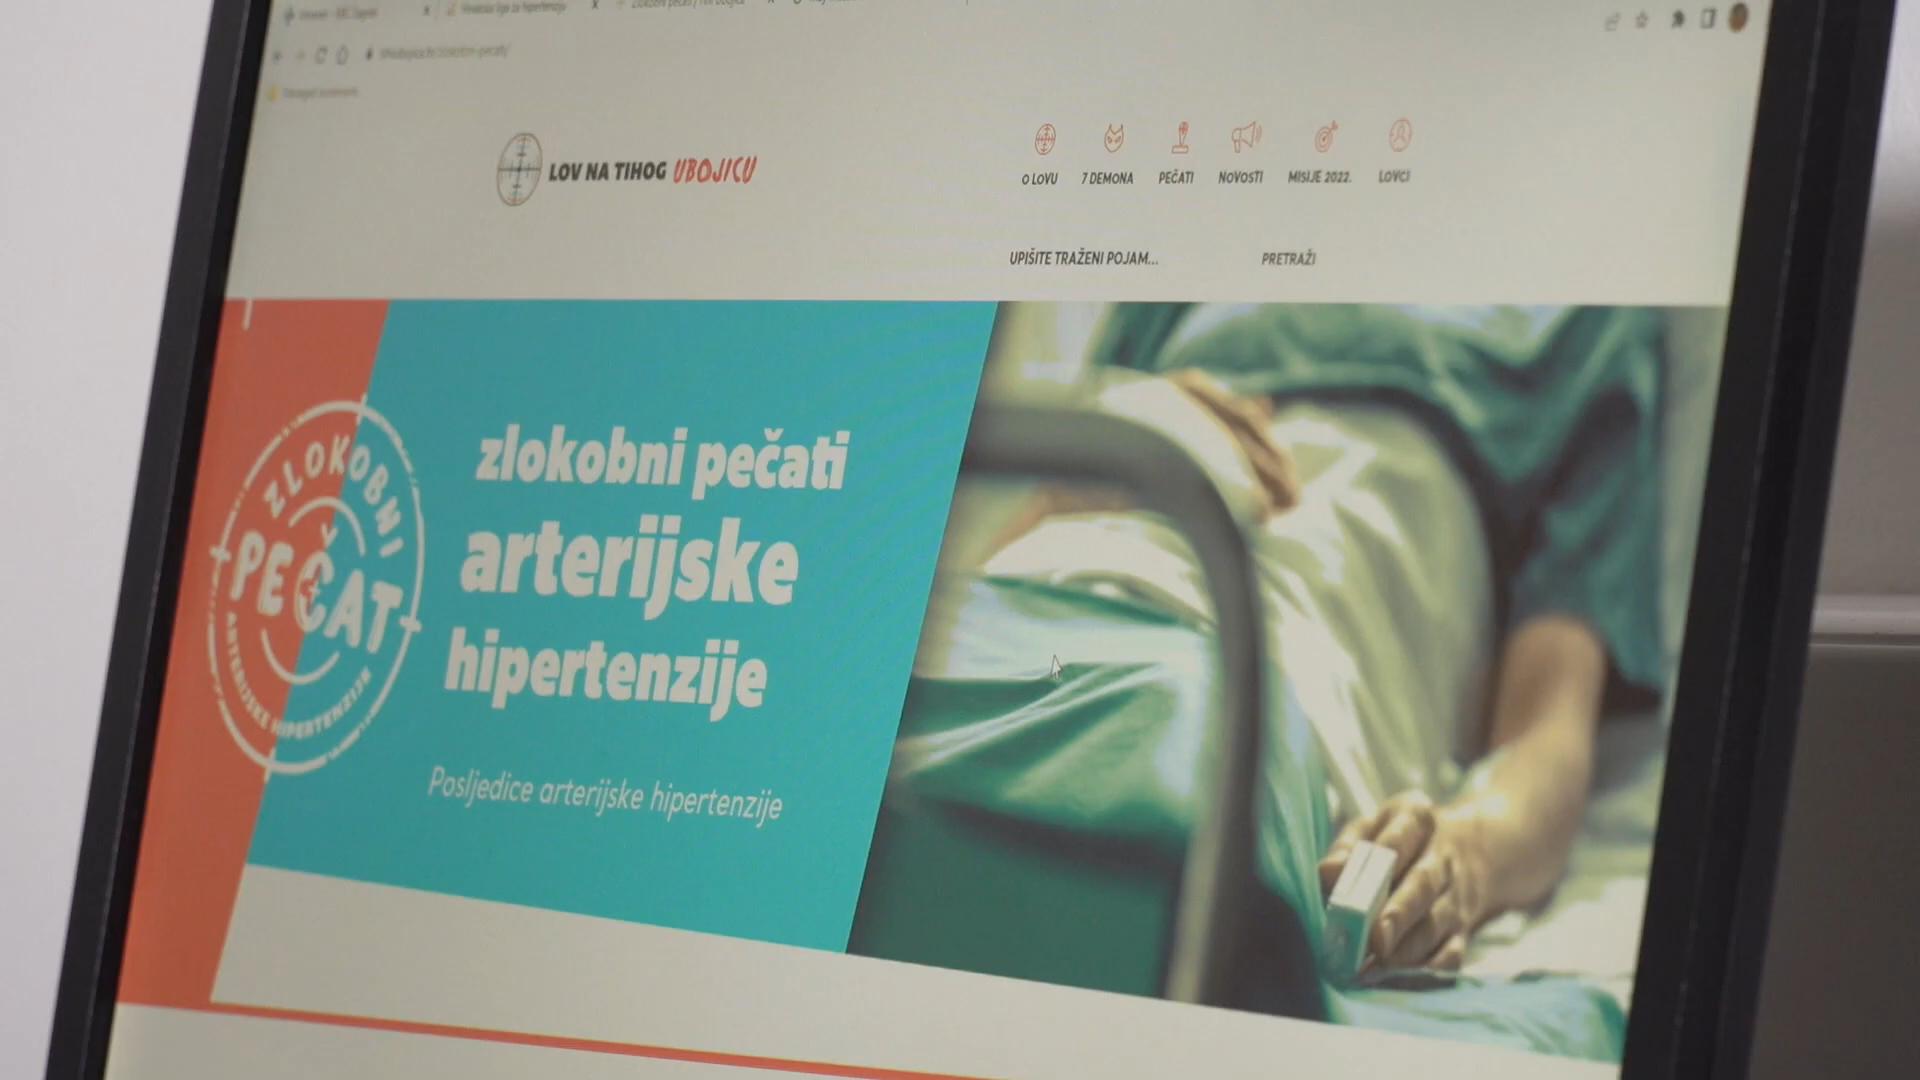 LOV NA TIHOG UBOJICU
O LOVU
7 DEMONA
PEČATI
NOVOSTI
MISIJE 2022.
LOVCI
UPIŠITE TRAŽENI POJAM...
PRETRAŽI
ZLOKOBNI
PEČAT
ARTERIJSKE HIPERTENZIJE
zlokobni pečati
arterijske
hipertenzije
Posljedice arterijske hipertenzije